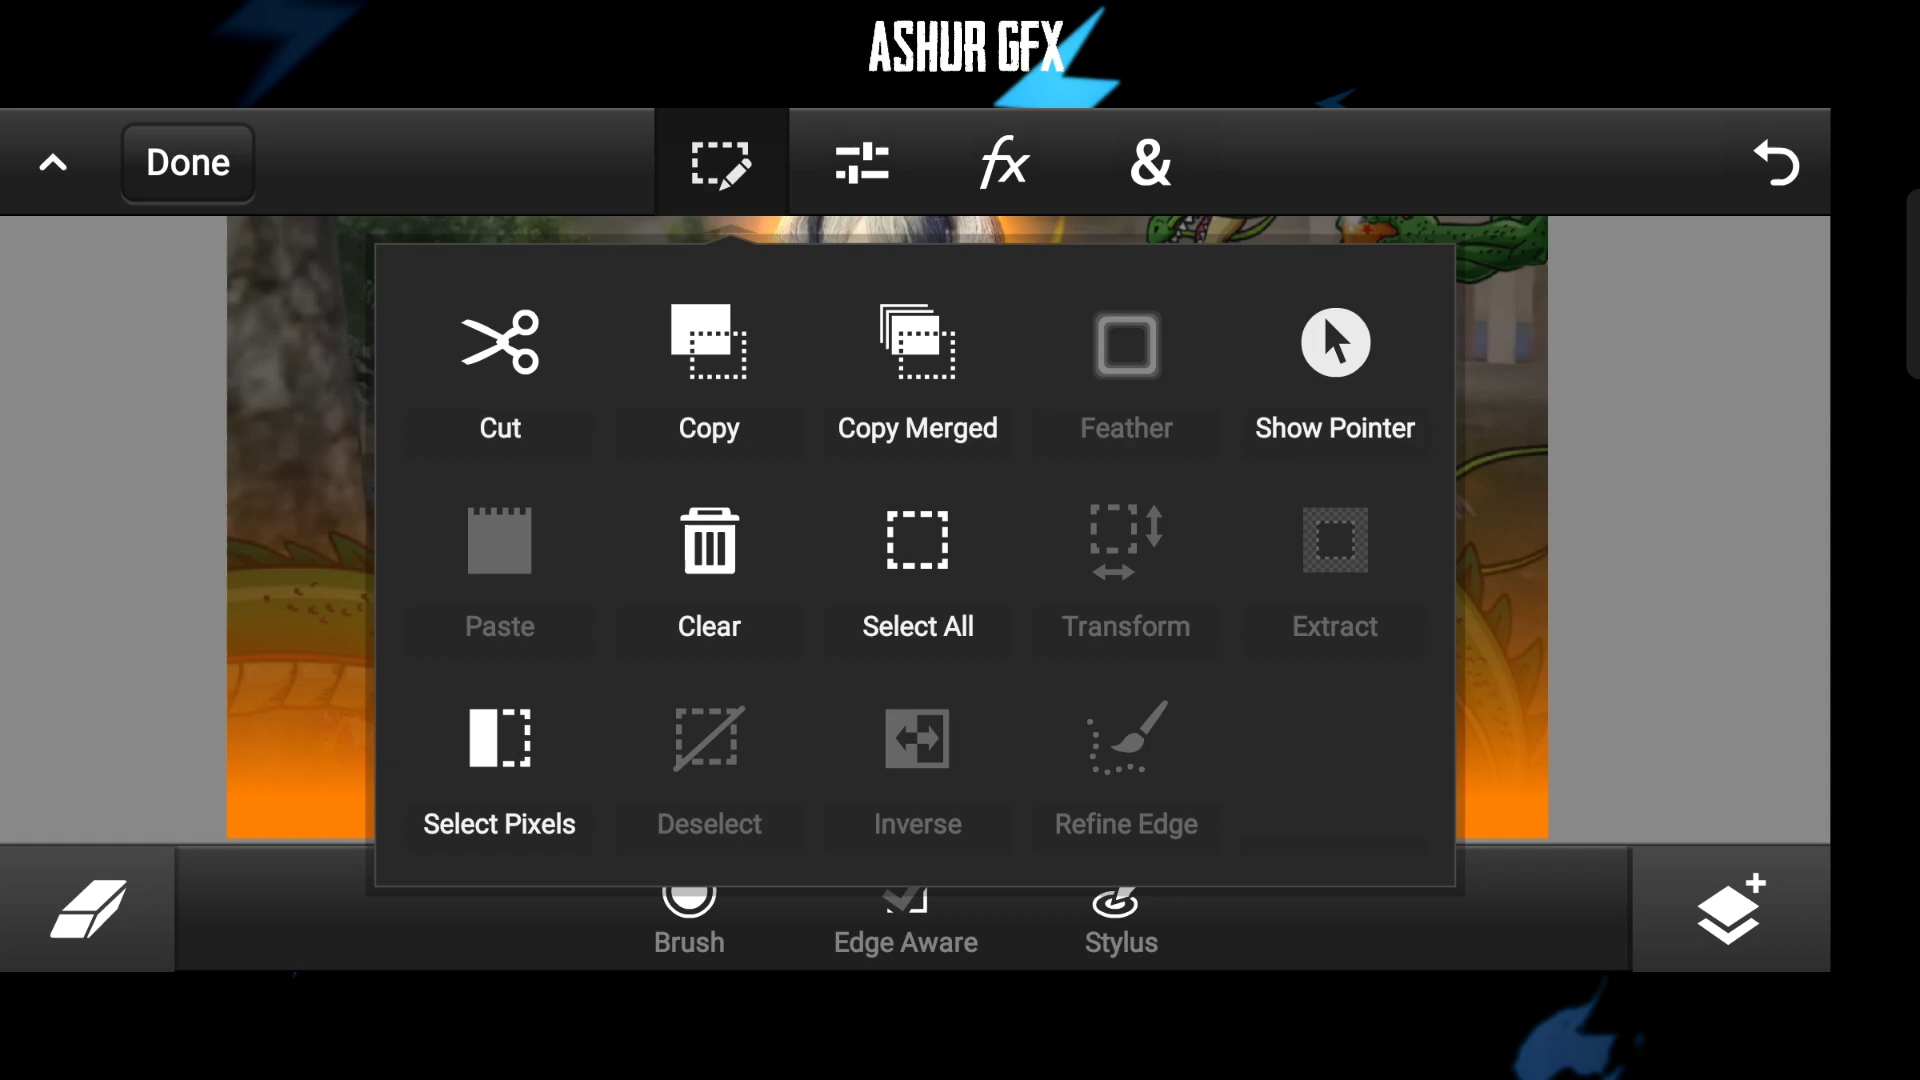 ASHUR GFX
Done
fx
&
Cut
Copy
Copy Merged
Feather
Show Pointer
Paste
Clear
Select All
Transform
Extract
Select Pixels
Deselect
Inverse
Refine Edge
Brush
Edge Aware
Stylus